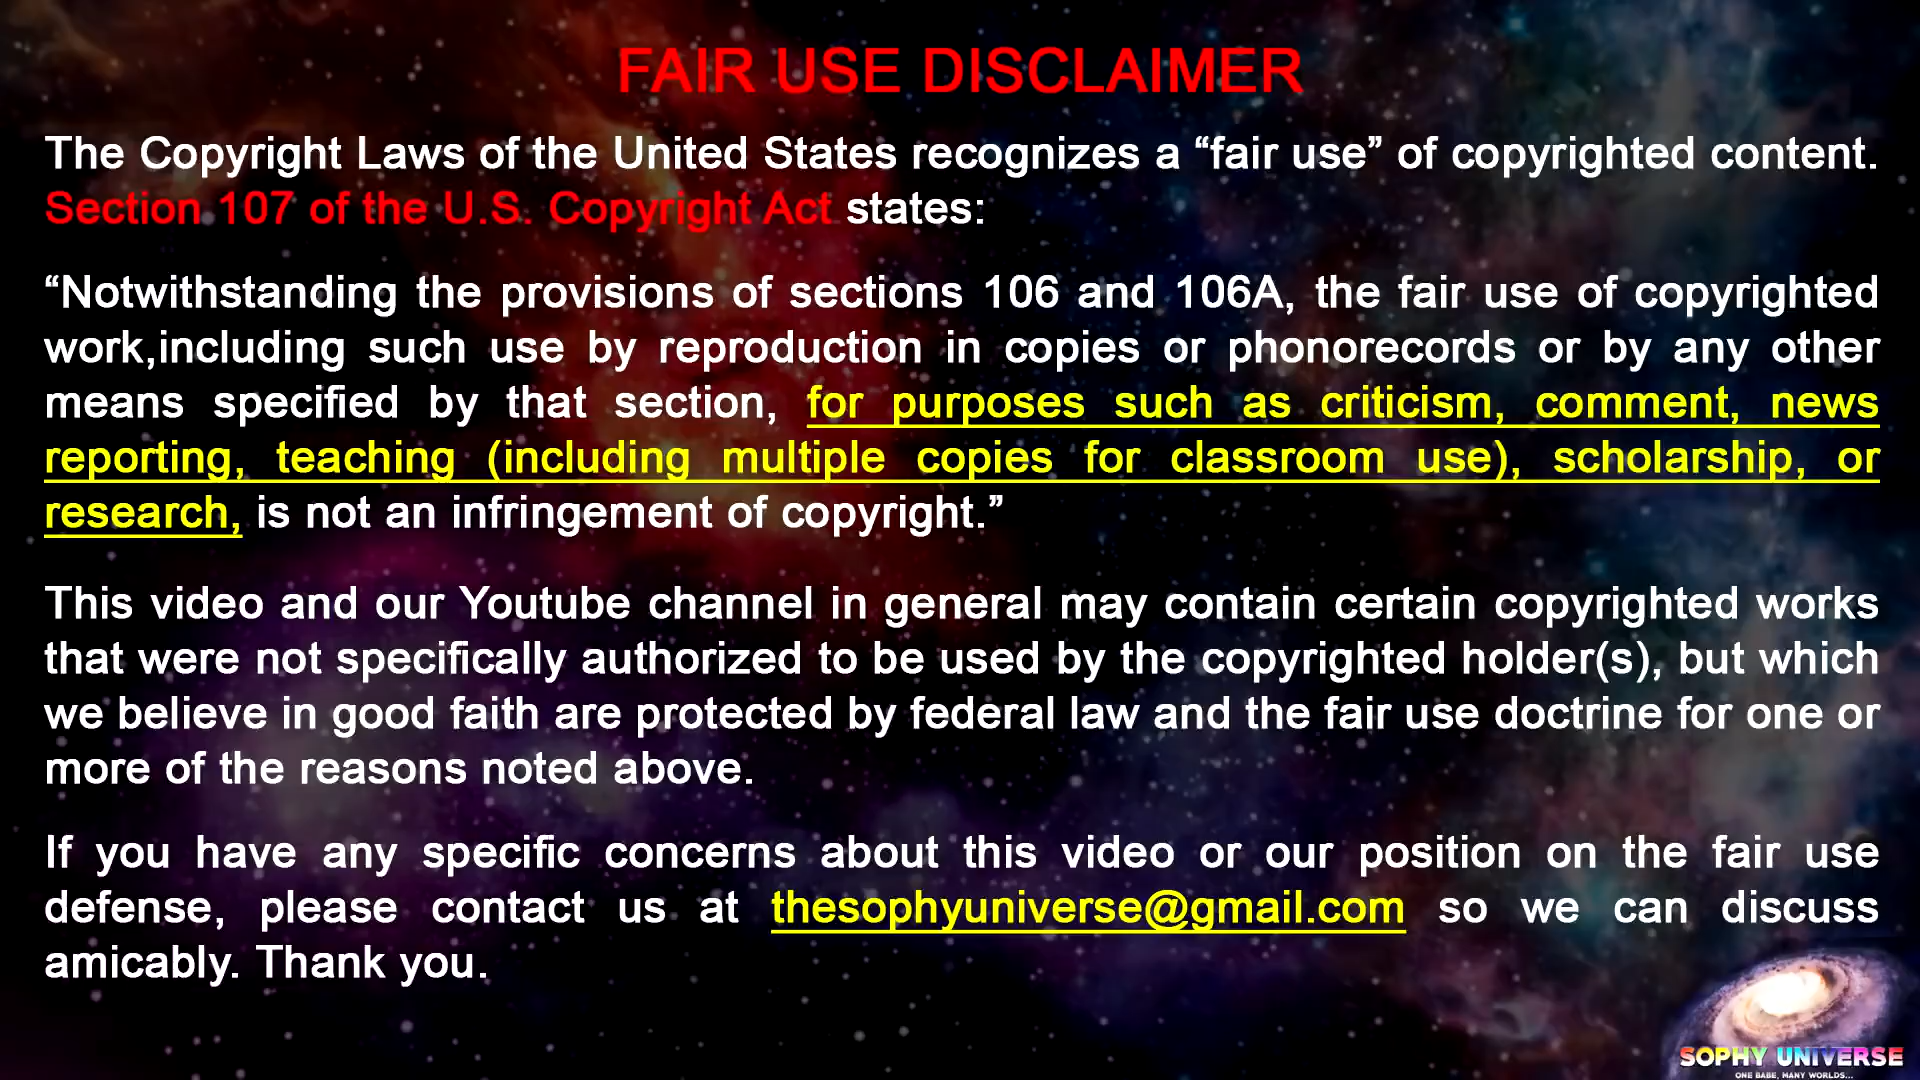 FAIR USE DISCLAIMER
The Copyright Laws of the United States recognizes a “fair use” of copyrighted content.
Section 107 of the U.S. Copyright Act states:
“Notwithstanding the provisions of sections 106 and 106A, the fair use of copyrighted
work,including such use by reproduction in copies or phonorecords or by any other
means specified by that section, for purposes such as criticism, comment, news
reporting, teaching (including multiple copies for classroom use), scholarship, or
research, is not an infringement of copyright.”
This video and our Youtube channel in general may contain certain copyrighted works
that were not specifically authorized to be used by the copyrighted holder(s), but which
we believe in good faith are protected by federal law and the fair use doctrine for one or
more of the reasons noted above.
If you have any specific concerns about this video or our position on the fair use
defense, please contact us at thesophyuniverse@gmail.com so we can discuss
amicably. Thank you.
SOPHY UNIVERSE
ONE BABE, MANY WORLDS...